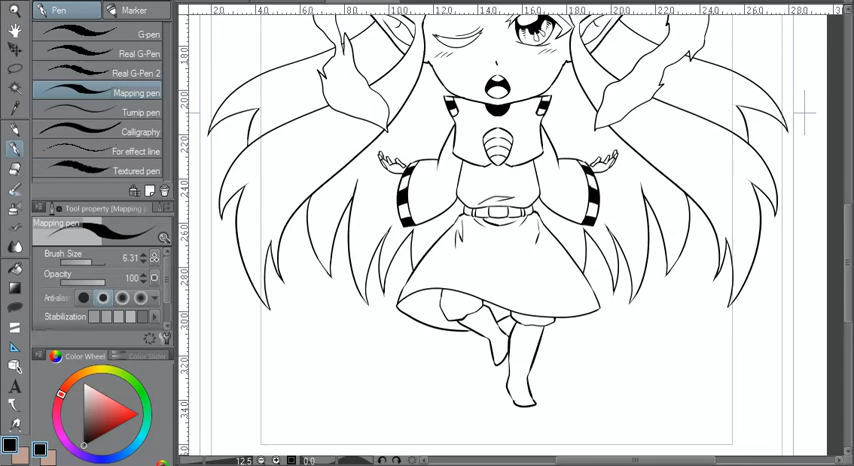 Pen
Marker
G-pen
Real G-Pen
Real G-Pen 2
Mapping pen
Turnip pen
Calligraphy
For effect line
Textured pen
Tool property [Mapping p
Mapping pen
Brush Size 6.31
Opacity 100
Anti-alias
Stabilization
Color Wheel
Color Slider
20 40 60 80 100 120 140 160 180 200 220 240 260 280 30
180
200
220
240
260
280
300
320
340
12.5
0.0